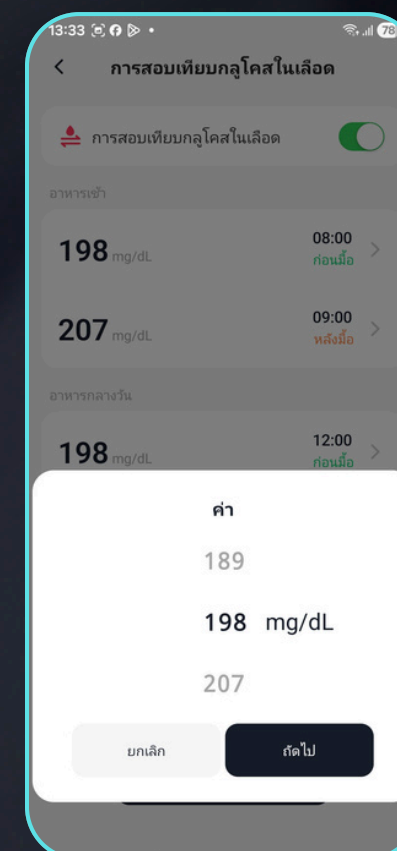 13:33
78
การสอบเทียบกลูโคสในเลือด
การสอบเทียบกลูโคสในเลือด
อาหารเช้า
198 mg/dL 08:00
ก่อนมื้อ
207 mg/dL 09:00
หลังมื้อ
อาหารกลางวัน
198 mg/dL 12:00
ก่อนมื้อ
ค่า
189
198 mg/dL
207
ยกเลิก ถัดไป